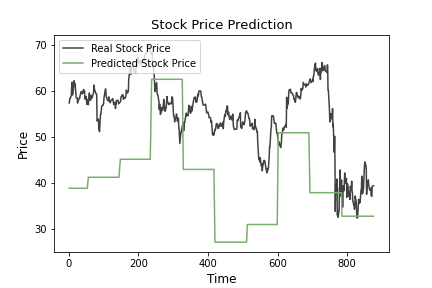 Stock Price Prediction
Real Stock Price
Predicted Stock Price
70
60
50
40
30
Price
0 200 400 600 800
Time